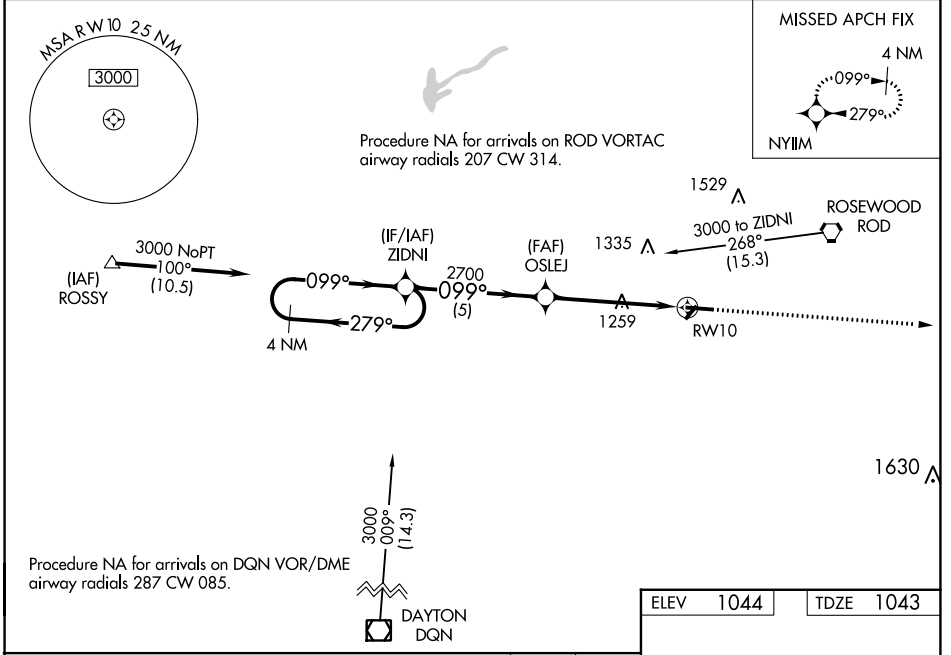 MSA RW10 25 NM
3000
MISSED APCH FIX
4 NM
099°
279°
NYIIM
Procedure NA for arrivals on ROD VORTAC
airway radials 207 CW 314.
1529
3000 to ZIDNI
268°
(15.3)
ROSEWOOD
ROD
1335
(IAF)
ROSSY
3000 NoPT
100°
(10.5)
(IF/IAF)
ZIDNI
099°
279°
4 NM
2700
099°
(5)
(FAF)
OSLEJ
1259
RW10
1630
3000
009°
(14.3)
Procedure NA for arrivals on DQN VOR/DME
airway radials 287 CW 085.
DAYTON
DQN
ELEV 1044
TDZE 1043